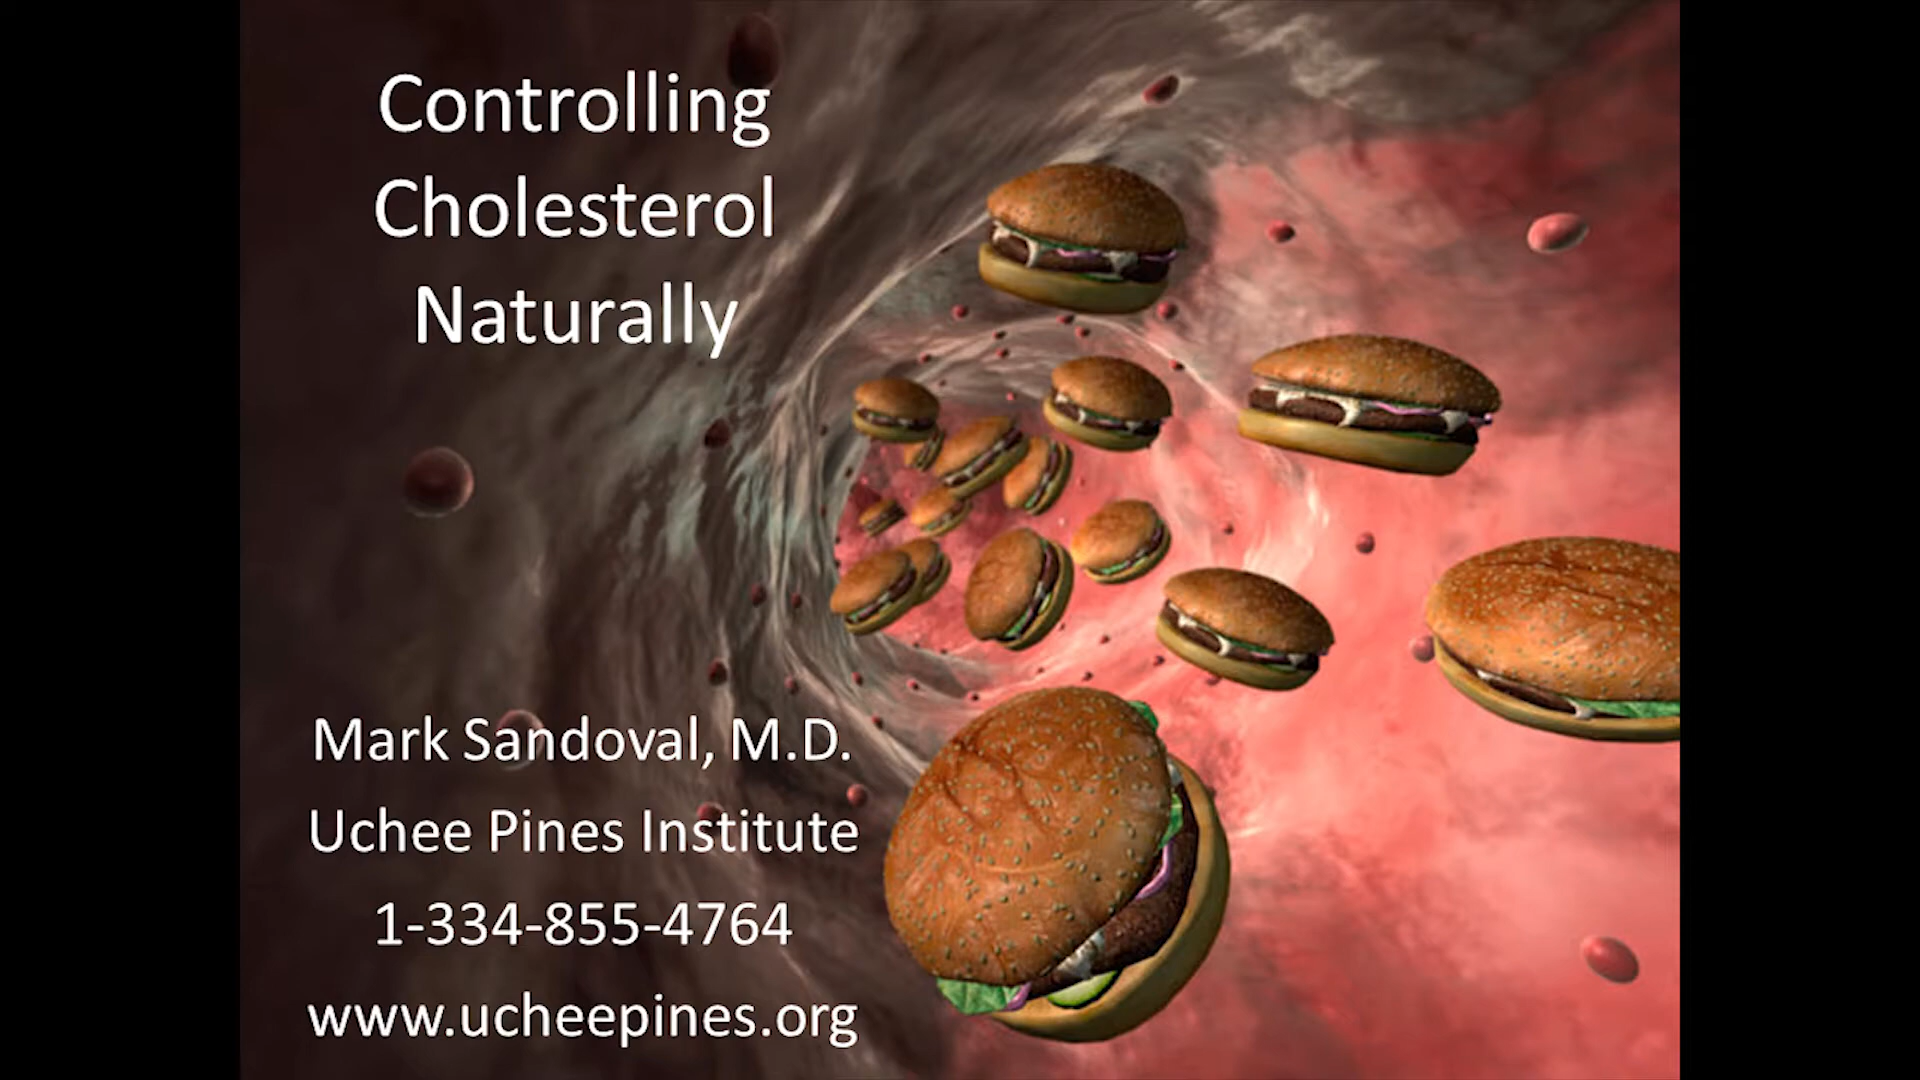 Controlling
Cholesterol
Naturally
Mark Sandoval, M.D.
Uchee Pines Institute
1-334-855-4764
www.ucheepines.org